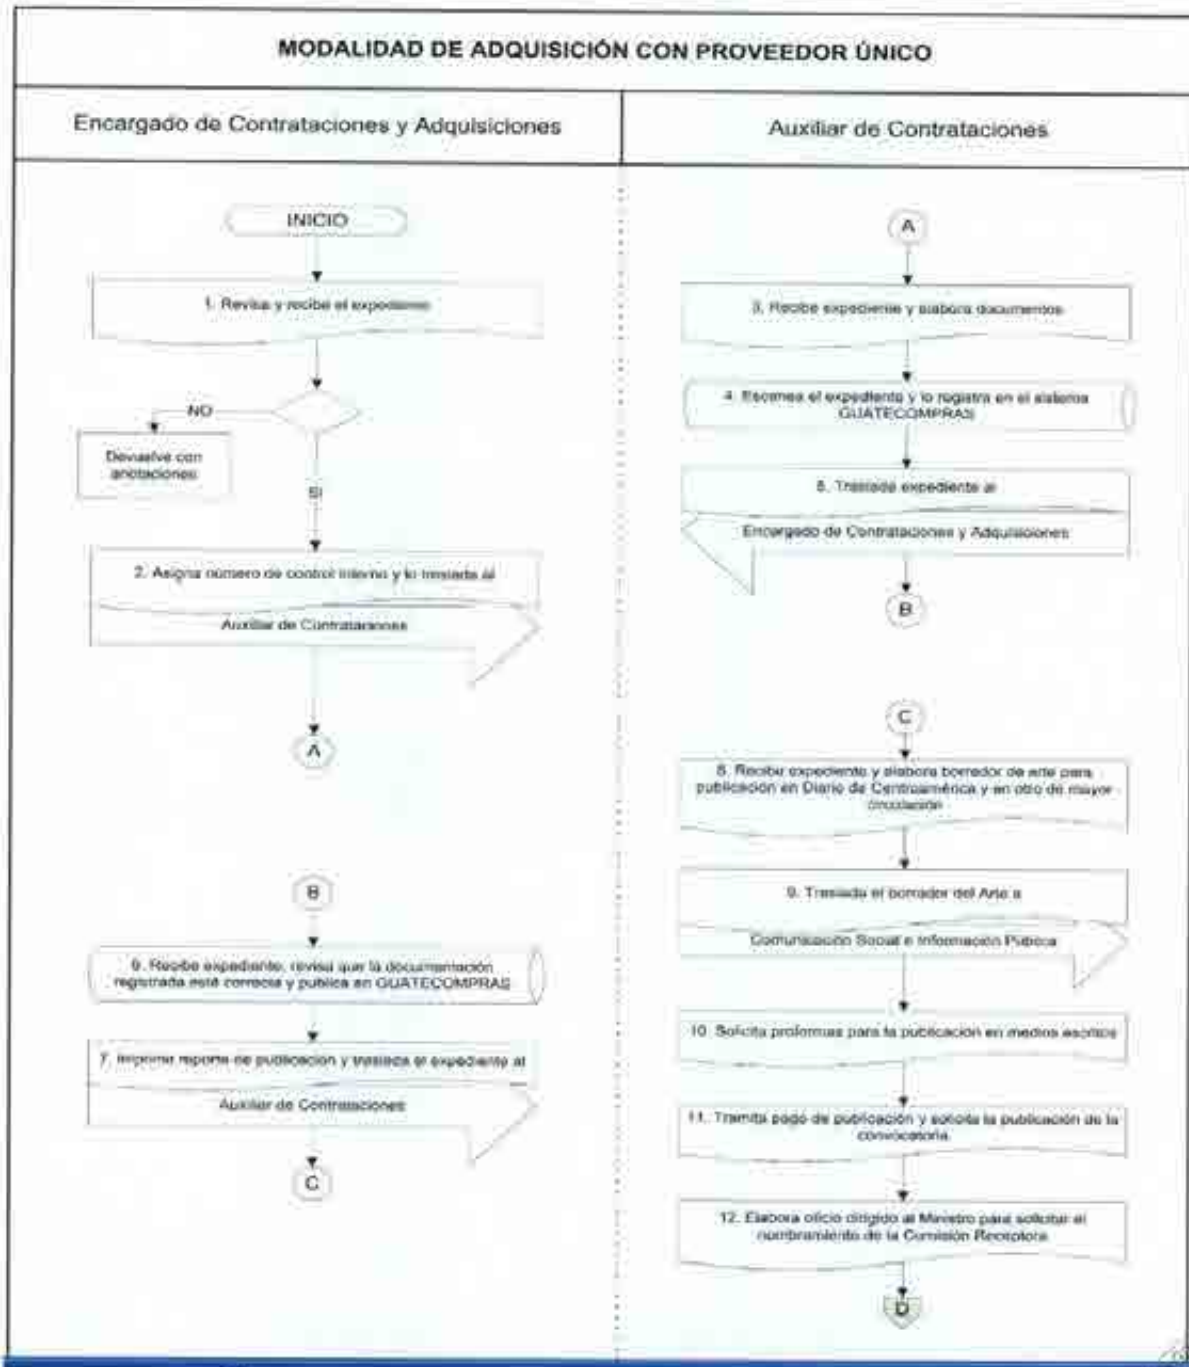 MODALIDAD DE ADQUISICIÓN CON PROVEEDOR ÚNICO
Encargado de Contrataciones y Adquisiciones
Auxiliar de Contrataciones
INICIO
1. Revisa y recibe el expediente
NO
Devuelve con
anotaciones
SI
2. Asigna número de control interno y lo traslada al
Auxiliar de Contrataciones
A
B
6. Recibe expediente, revisa que la documentación
registrada esté correcta y publica en GUATECOMPRAS
7. Imprime reporte de publicación y traslada el expediente al
Auxiliar de Contrataciones
C
A
3. Recibe expediente y elabora documentos
4. Escanea el expediente y lo registra en el sistema
GUATECOMPRAS
5. Traslada expediente al
Encargado de Contrataciones y Adquisiciones
B
C
8. Recibe expediente y elabora borrador de arte para
publicación en Diario de Centroamérica y en otro de mayor
circulación
9. Traslada el borrador del Arte a
Comunicación Social e Información Pública
10. Solicita proformas para la publicación en medios escritos
11. Tramita pago de publicación y solicita la publicación de la
convocatoria.
12. Elabora oficio dirigido al Ministro para solicitar el
nombramiento de la Comisión Receptora
D